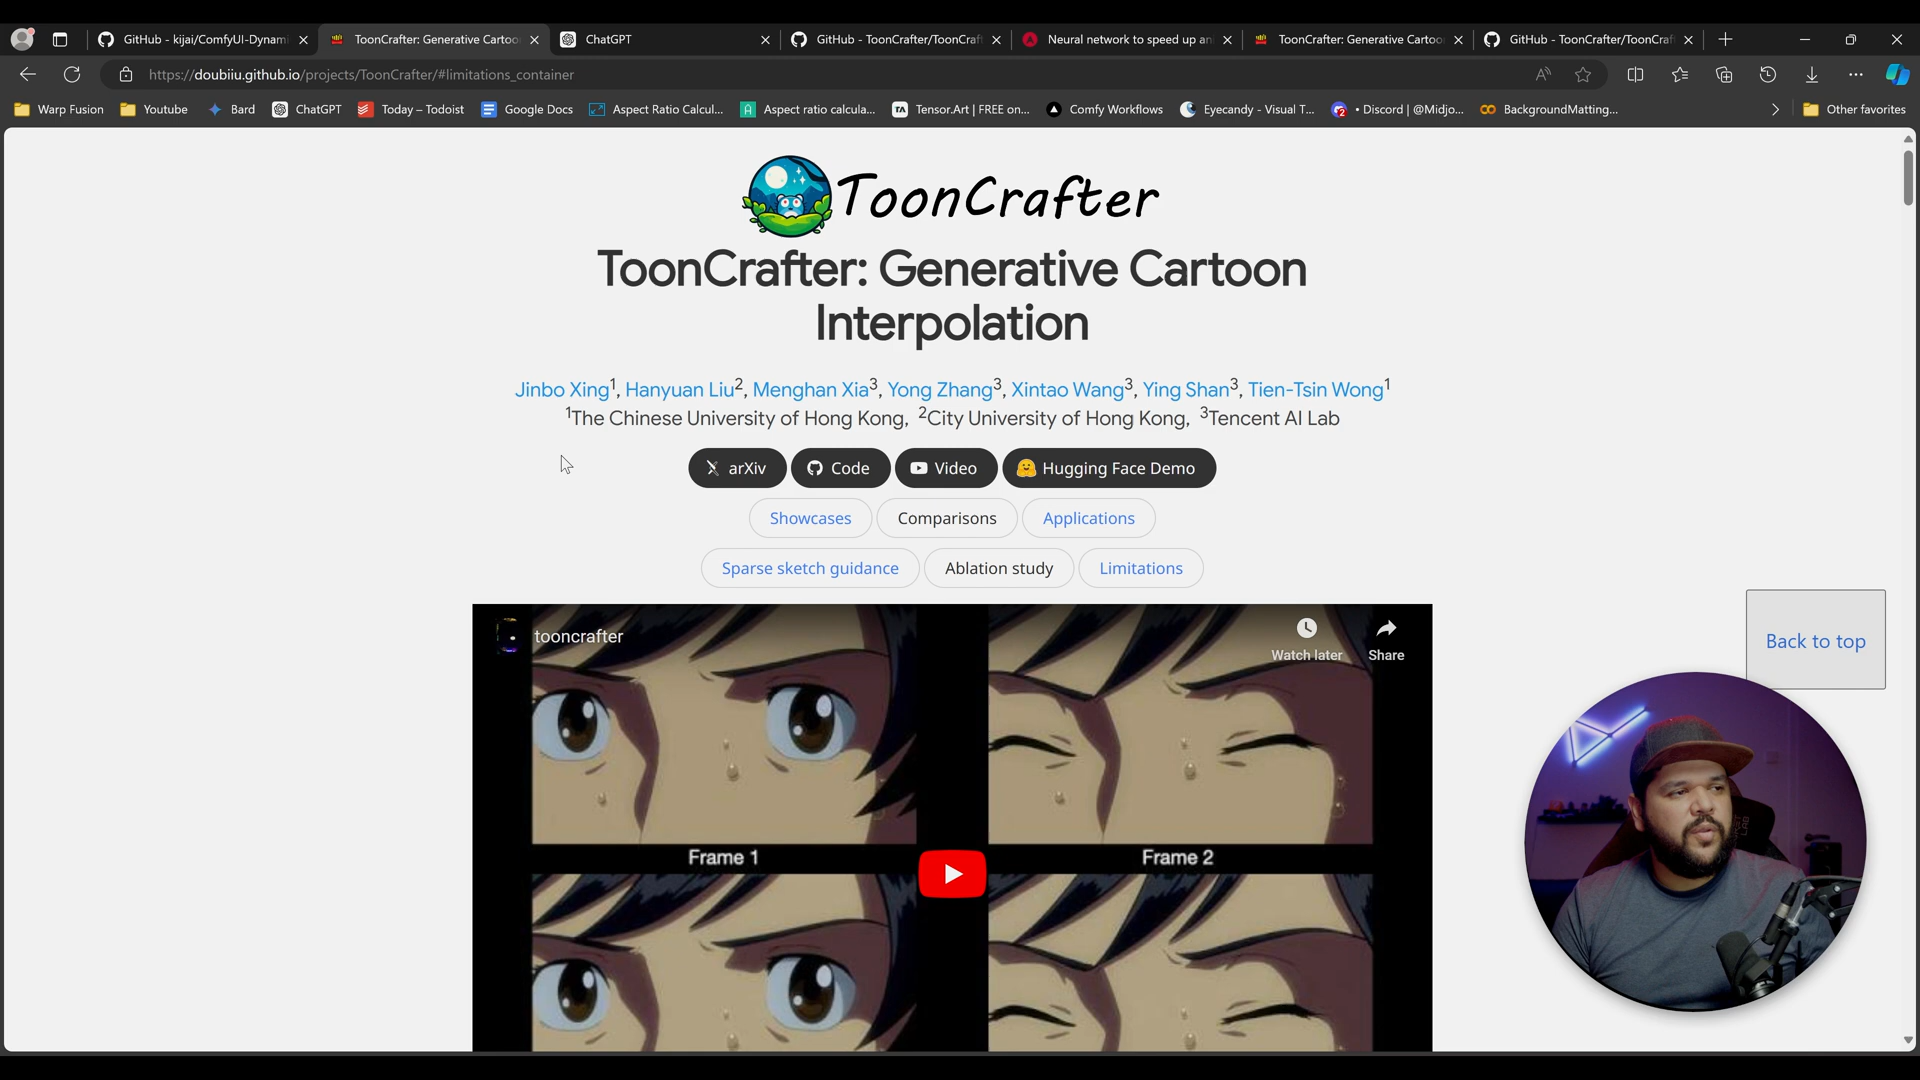 GitHub - kijai/ComfyUI-Dynami
ToonCrafter: Generative Cartoo
ChatGPT
GitHub - ToonCrafter/ToonCraf
Neural network to speed up an
ToonCrafter: Generative Cartoo
GitHub - ToonCrafter/ToonCraf
https://doubiiu.github.io/projects/ToonCrafter/#limitations_container
Warp Fusion
Youtube
Bard
ChatGPT
Today – Todoist
Google Docs
Aspect Ratio Calcul...
Aspect ratio calcula...
Tensor.Art | FREE on...
Comfy Workflows
Eyecandy - Visual T...
• Discord | @Midjo...
BackgroundMatting...
Other favorites
ToonCrafter
ToonCrafter: Generative Cartoon
Interpolation
Jinbo Xing1, Hanyuan Liu2, Menghan Xia3, Yong Zhang3, Xintao Wang3, Ying Shan3, Tien-Tsin Wong1
1The Chinese University of Hong Kong, 2City University of Hong Kong, 3Tencent AI Lab
arXiv
Code
Video
Hugging Face Demo
Showcases
Comparisons
Applications
Sparse sketch guidance
Ablation study
Limitations
tooncrafter
Watch later
Share
Back to top
Frame 1
Frame 2